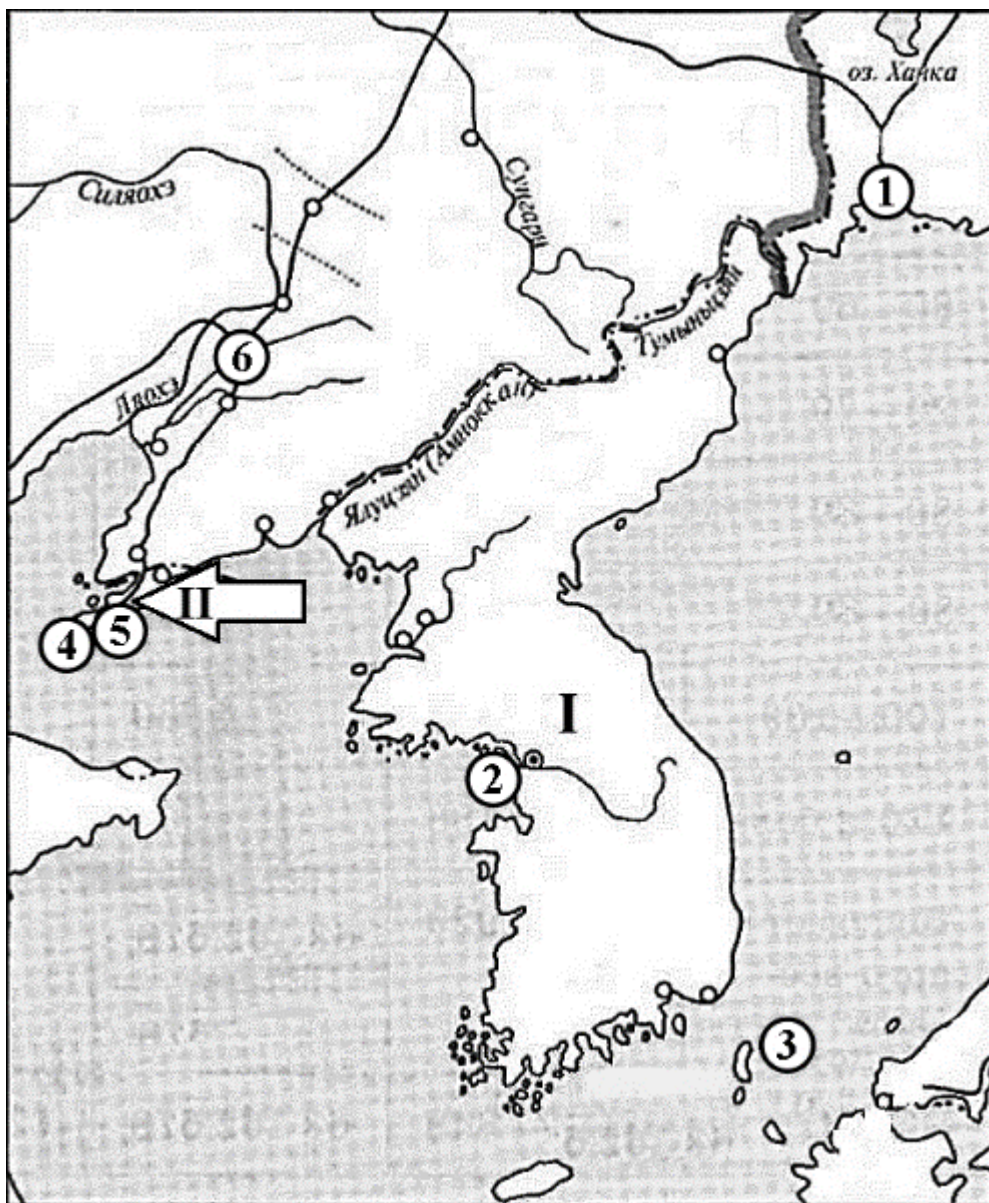 оз. Ханка
1
Сунгари
Силяохэ
Тумыньцзян
6
Ляохэ
Ялуцзян (Амноккан)
II
4
5
I
2
3